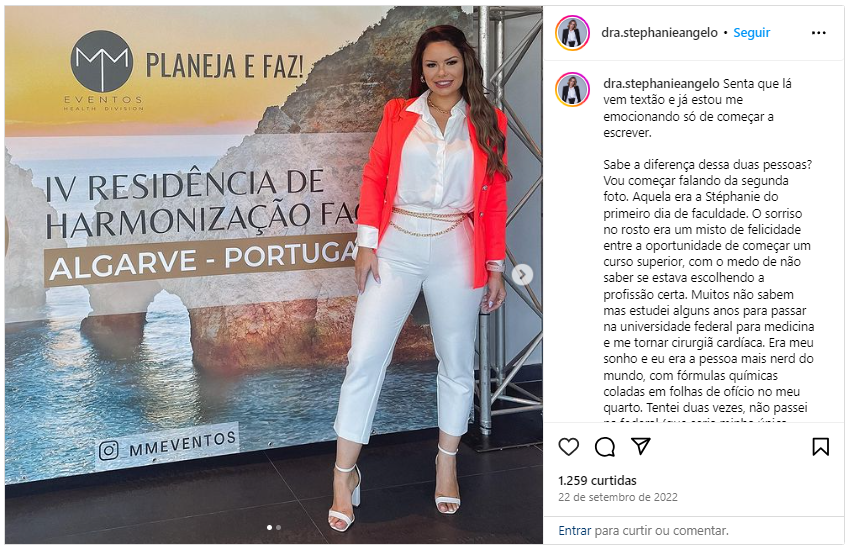 MM
EVENTOS
HEALTH DIVISION
PLANEJA E FAZ!
IV RESIDÊNCIA DE
HARMONIZAÇÃO FAC
ALGARVE - PORTUGA
MMEVENTOS
dra.stephanieangelo • Seguir
dra.stephanieangelo Senta que lá
vem textão e já estou me
emocionando só de começar a
escrever.
Sabe a diferença dessa duas pessoas?
Vou começar falando da segunda
foto. Aquela era a Stéphanie do
primeiro dia de faculdade. O sorriso
no rosto era um misto de felicidade
entre a oportunidade de começar um
curso superior, com o medo de não
saber se estava escolhendo a
profissão certa. Muitos não sabem
mas estudei alguns anos para passar
na universidade federal para medicina
e me tornar cirurgiã cardíaca. Era meu
sonho e eu era a pessoa mais nerd do
mundo, com fórmulas químicas
coladas em folhas de ofício no meu
quarto. Tentei duas vezes, não passei
1.259 curtidas
22 de setembro de 2022
Entrar para curtir ou comentar.